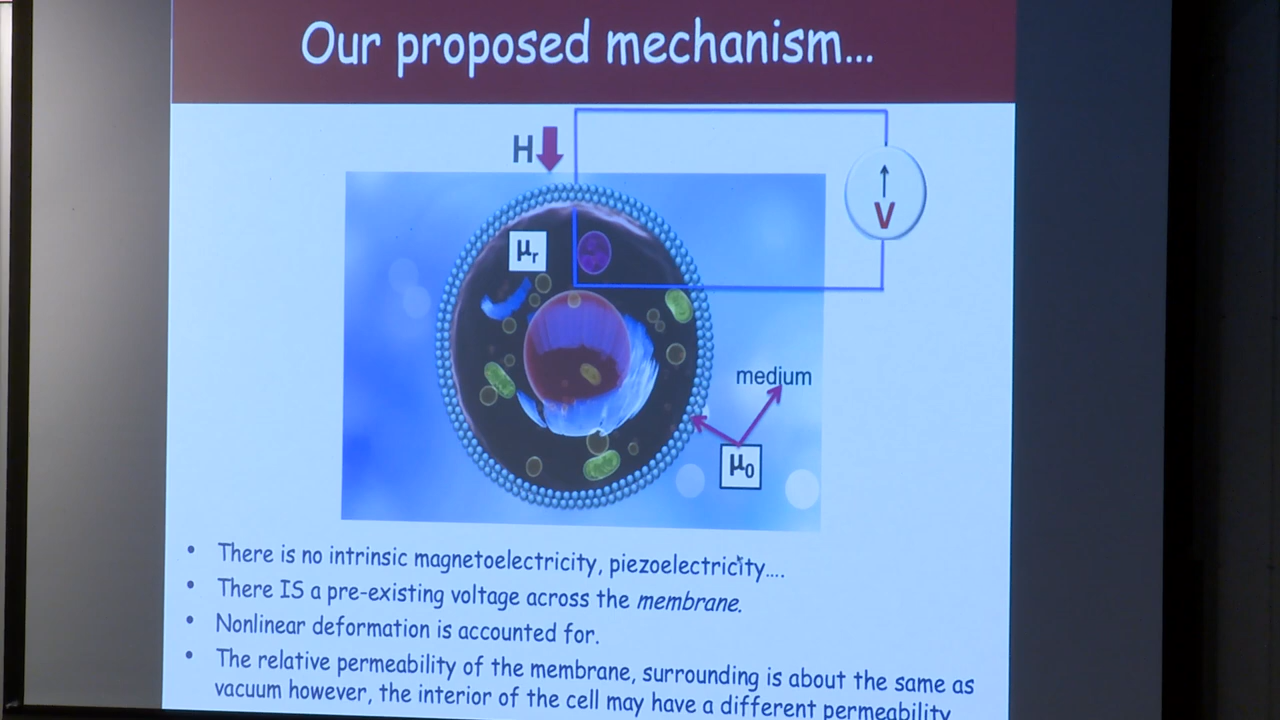 Our proposed mechanism...
H
V
μr
medium
μ0
• There is no intrinsic magnetoelectricity, piezoelectricity....
• There IS a pre-existing voltage across the membrane.
• Nonlinear deformation is accounted for.
• The relative permeability of the membrane, surrounding is about the same as
vacuum however, the interior of the cell may have a different permeability